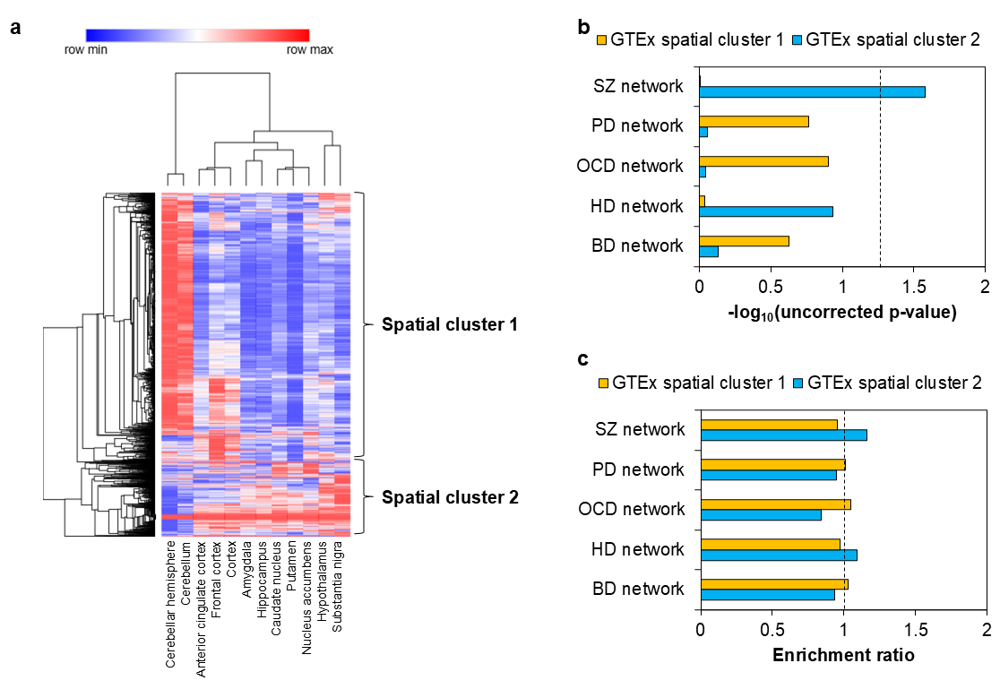 a
row min
row max
Spatial cluster 1
Spatial cluster 2
Cerebellar hemisphere
Cerebellum
Anterior cingulate cortex
Frontal cortex
Cortex
Amygdala
Hippocampus
Caudate nucleus
Putamen
Nucleus accumbens
Hypothalamus
Substantia nigra
b
GTEx spatial cluster 1 GTEx spatial cluster 2
SZ network
PD network
OCD network
HD network
BD network
0 0.5 1 1.5 2
-log10(uncorrected p-value)
c
GTEx spatial cluster 1 GTEx spatial cluster 2
SZ network
PD network
OCD network
HD network
BD network
0 0.5 1 1.5 2
Enrichment ratio